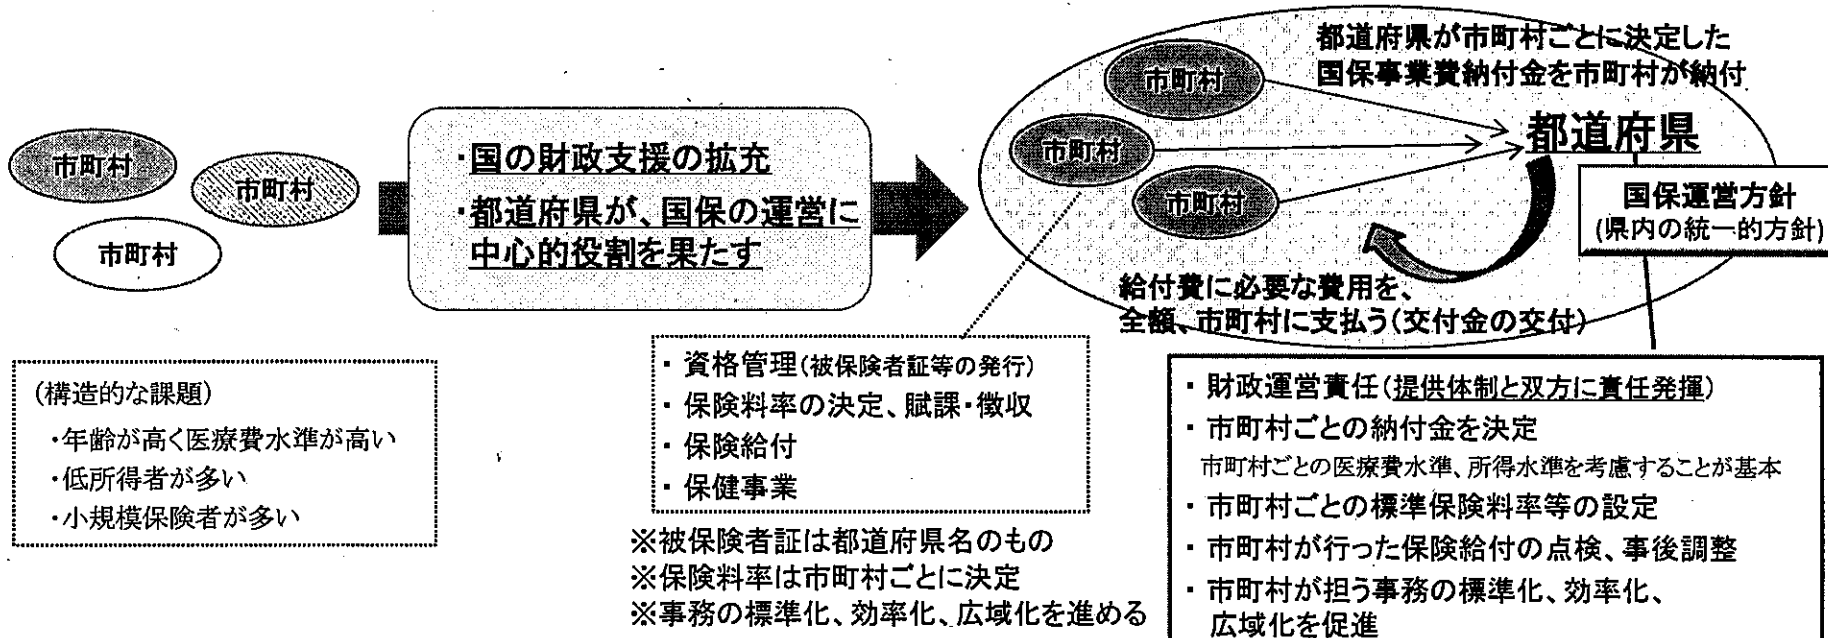 市町村
市町村
市町村
・国の財政支援の拡充
・都道府県が、国保の運営に
中心的役割を果たす
都道府県が市町村ごとに決定した
国保事業費納付金を市町村が納付
市町村
市町村
市町村
都道府県
国保運営方針
(県内の統一的方針)
給付費に必要な費用を、
全額、市町村に支払う(交付金の交付)
(構造的な課題)
・年齢が高く医療費水準が高い
・低所得者が多い
・小規模保険者が多い
・資格管理(被保険者証等の発行)
・保険料率の決定、賦課・徴収
・保険給付
・保健事業
※被保険者証は都道府県名のもの
※保険料率は市町村ごとに決定
※事務の標準化、効率化、広域化を進める
・財政運営責任(提供体制と双方に責任発揮)
・市町村ごとの納付金を決定
市町村ごとの医療費水準、所得水準を考慮することが基本
・市町村ごとの標準保険料率等の設定
・市町村が行った保険給付の点検、事後調整
・市町村が担う事務の標準化、効率化、
広域化を促進